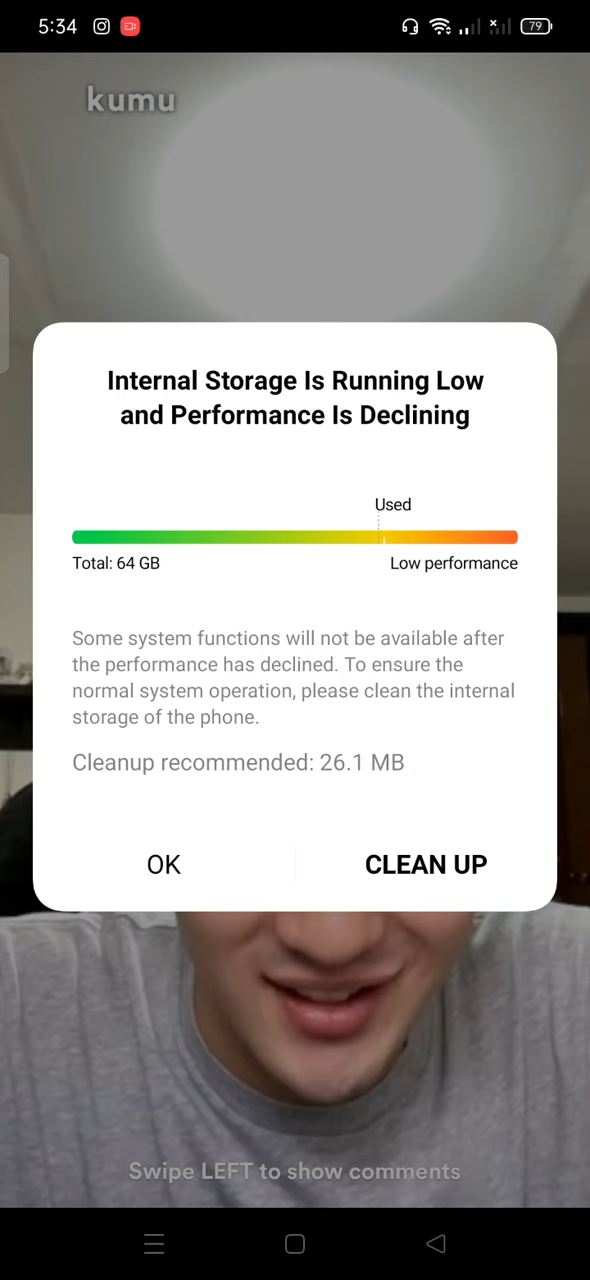 5:34
79
kumu
Internal Storage Is Running Low
and Performance Is Declining
Used
Total: 64 GB
Low performance
Some system functions will not be available after
the performance has declined. To ensure the
normal system operation, please clean the internal
storage of the phone.
Cleanup recommended: 26.1 MB
OK
CLEAN UP
Swipe LEFT to show comments